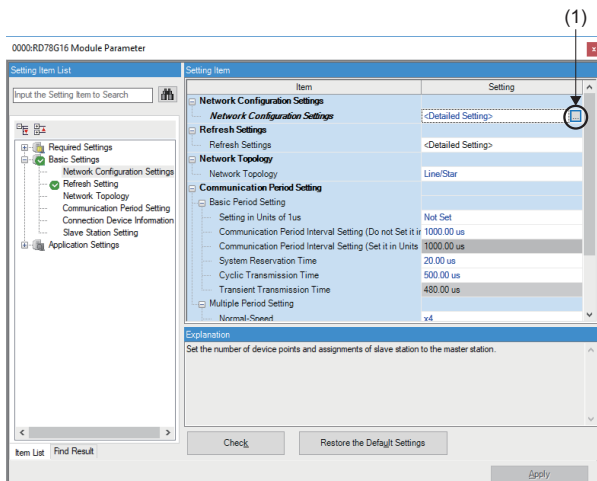 (1)
0000:RD78G16 Module Parameter
x
Setting Item List
Setting Item
Input the Setting Item to Search
Item Setting
Network Configuration Settings
Network Configuration Settings <Detailed Setting> ...
Refresh Settings
Refresh Settings <Detailed Setting>
Network Topology
Network Topology Line/Star
Communication Period Setting
Basic Period Setting
Setting in Units of 1us Not Set
Communication Period Interval Setting (Do not Set it ir 1000.00 us
Communication Period Interval Setting (Set it in Units 1000.00 us
System Reservation Time 20.00 us
Cyclic Transmission Time 500.00 us
Transient Transmission Time 480.00 us
Multiple Period Setting
Normal-Speed x4
Required Settings
Basic Settings
Network Configuration Settings
Refresh Setting
Network Topology
Communication Period Setting
Connection Device Information
Slave Station Setting
Application Settings
Explanation
Set the number of device points and assignments of slave station to the master station.
Item List Find Result
Check Restore the Default Settings
Apply